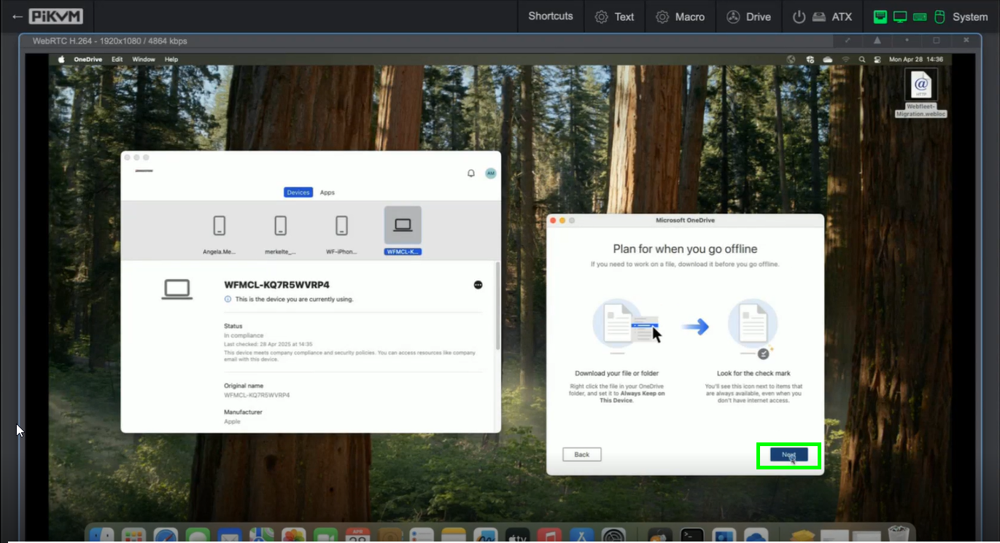 ← PiKVM
Shortcuts
Text
Macro
Drive
ATX
System
WebRTC H.264 - 1920x1080 / 4864 kbps
OneDrive Edit Window Help
Mon Apr 28 14:36
@
HTTP
Webfleet-
Migration.webloc
AM
Devices Apps
Angela.Me...
merkelte_...
WF-iPhon...
WFMCL-K...
WFMCL-KQ7R5WVRP4
This is the device you are currently using.
Status
In compliance
Last checked: 28 Apr 2025 at 14:35
This device meets company compliance and security policies. You can access resources like company
email with this device.
Original name
WFMCL-KQ7R5WVRP4
Manufacturer
Apple
Microsoft OneDrive
Plan for when you go offline
If you need to work on a file, download it before you go offline.
Download your file or folder
Right click the file in your OneDrive
folder, and set it to Always Keep on
This Device.
Look for the check mark
You'll see this icon next to items that
are always available, even when you
don't have internet access.
Back
Next
APR
28
tv